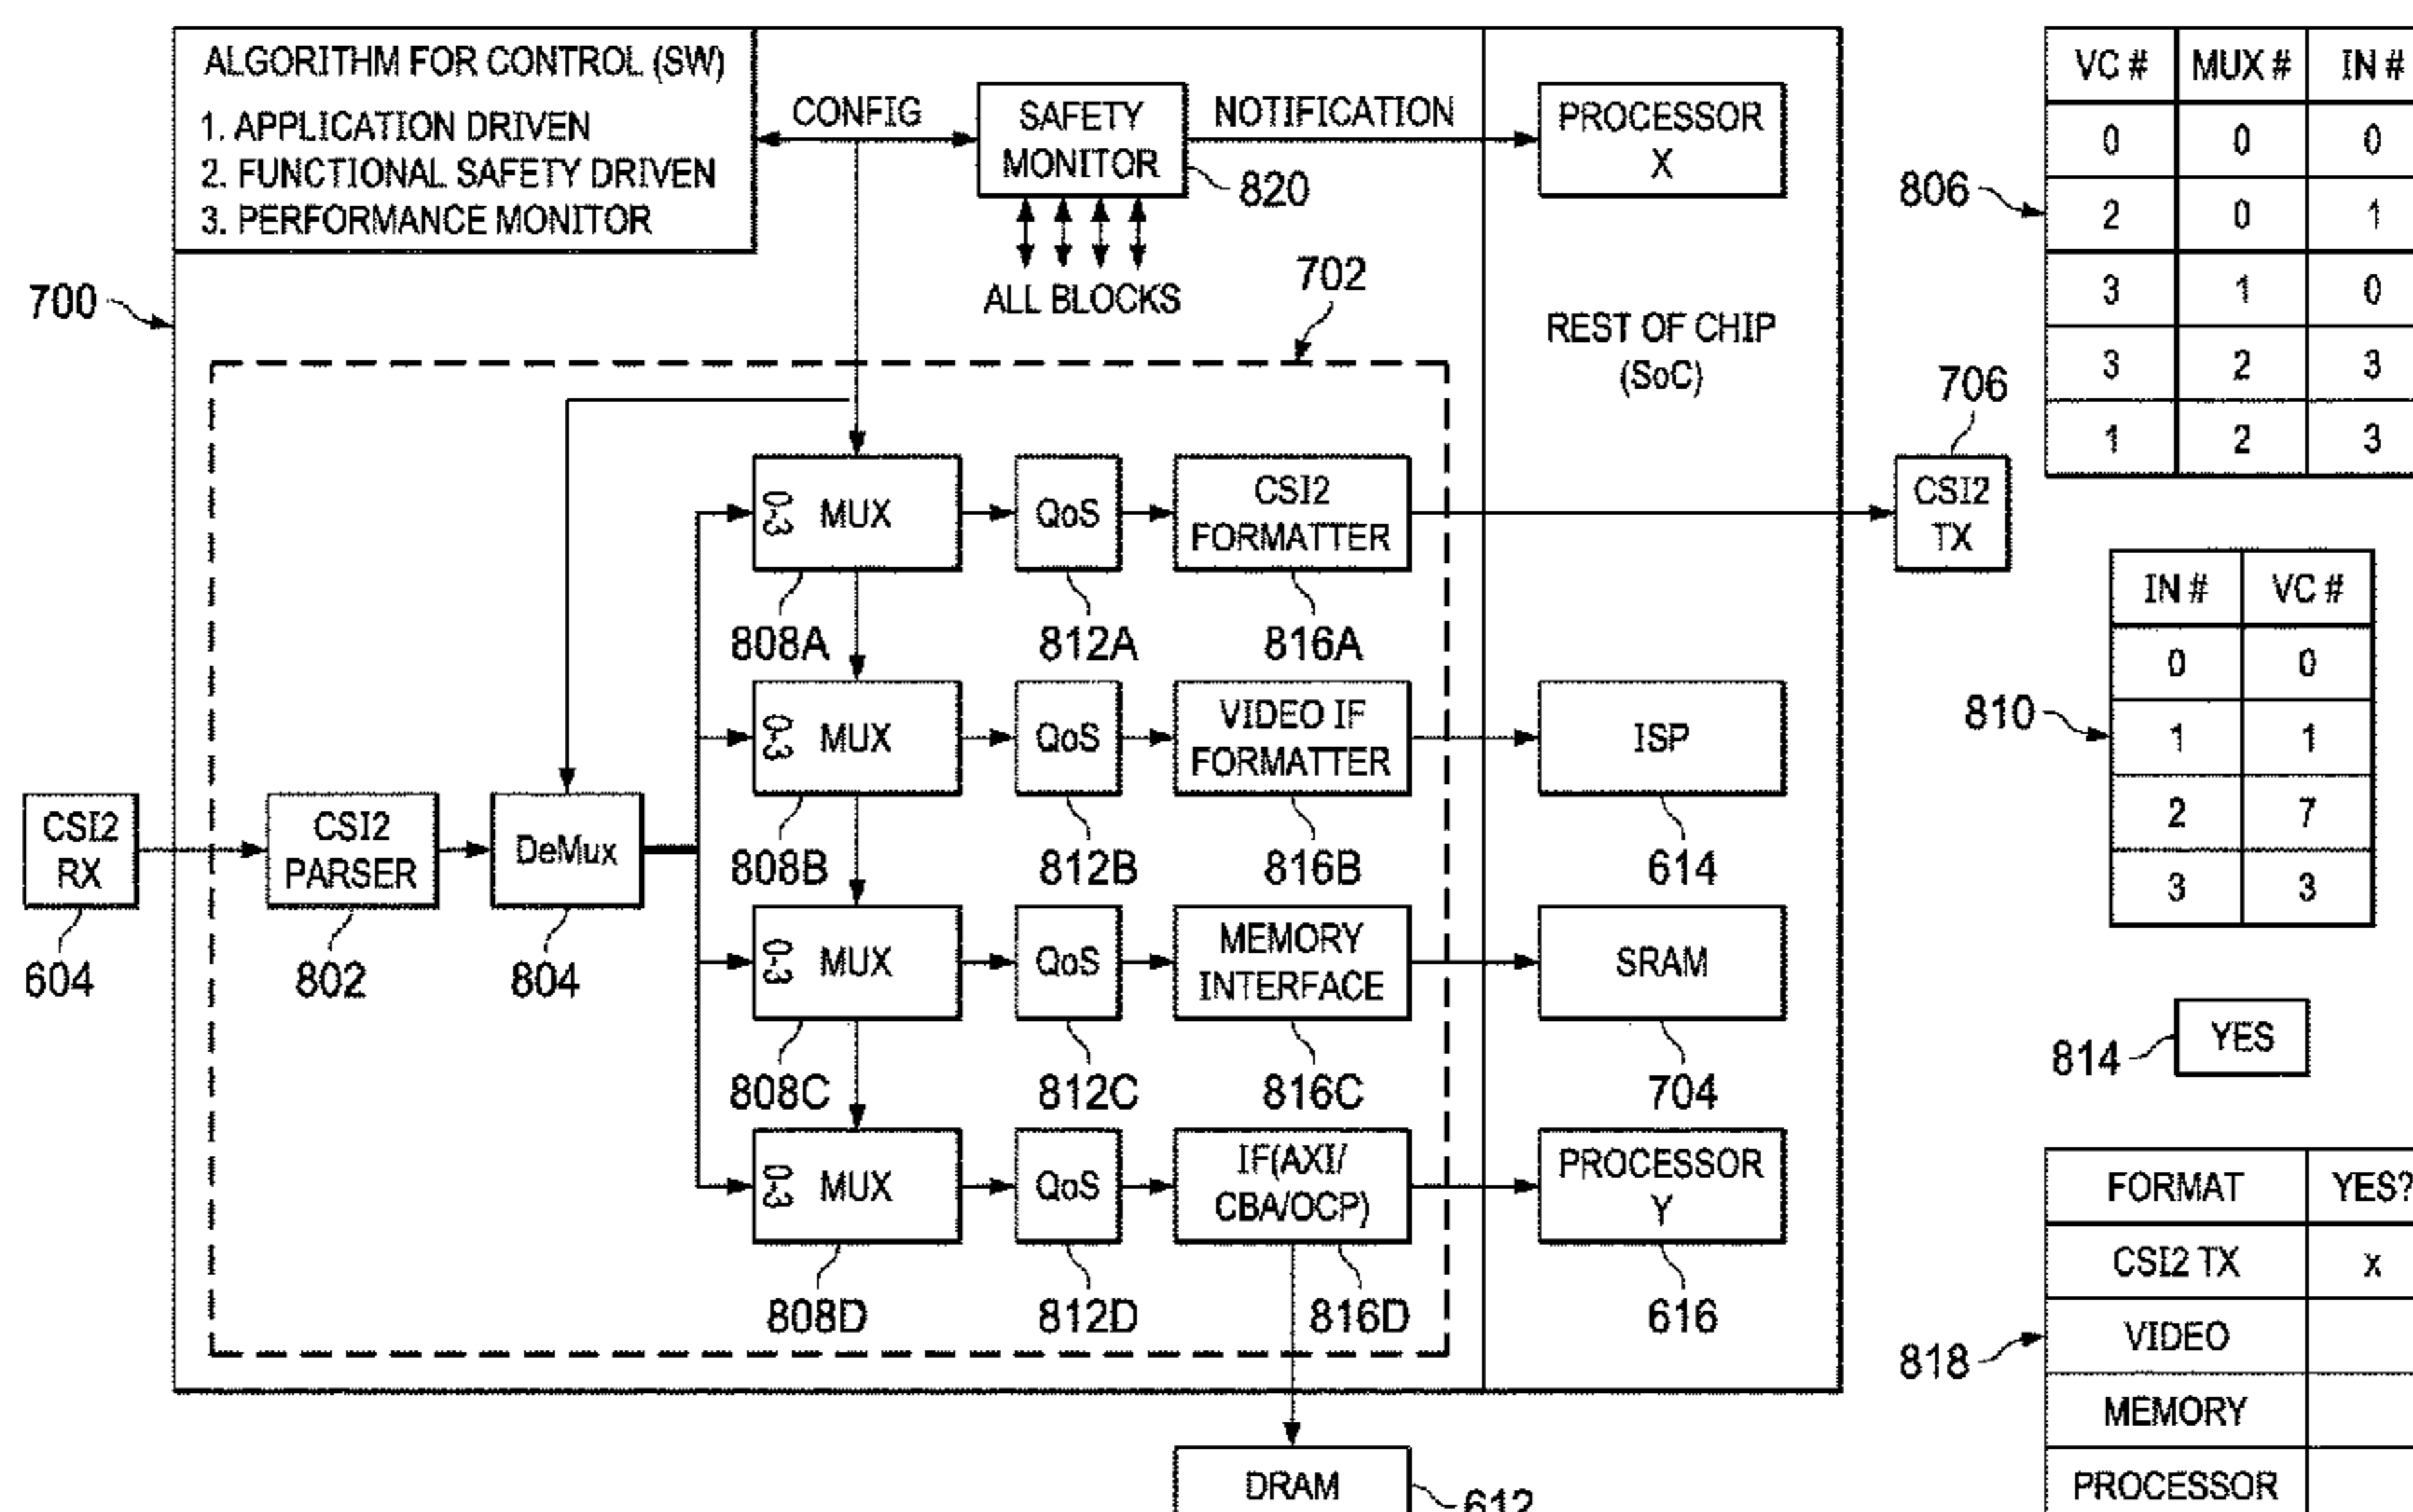 ALGORITHM FOR CONTROL (SW)
1. APPLICATION DRIVEN
2. FUNCTIONAL SAFETY DRIVEN
3. PERFORMANCE MONITOR
CONFIG
SAFETY
MONITOR
820
NOTIFICATION
PROCESSOR
X
ALL BLOCKS
702
700
REST OF CHIP
(SoC)
706
0-3
MUX
QoS
CSI2
FORMATTER
CSI2
TX
808A
812A
816A
0-3
MUX
QoS
VIDEO IF
FORMATTER
ISP
808B
812B
816B
614
CSI2
RX
604
CSI2
PARSER
802
DeMux
804
0-3
MUX
QoS
MEMORY
INTERFACE
SRAM
808C
812C
816C
704
0-3
MUX
QoS
IF(AXI/
CBA/OCP)
PROCESSOR
Y
808D
812D
816D
616
DRAM
612
806
VC # MUX # IN #
0 0 0
2 0 1
3 1 0
3 2 3
1 2 3
810
IN # VC #
0 0
1 1
2 7
3 3
814
YES
818
FORMAT YES?
CSI2 TX x
VIDEO
MEMORY
PROCESSOR